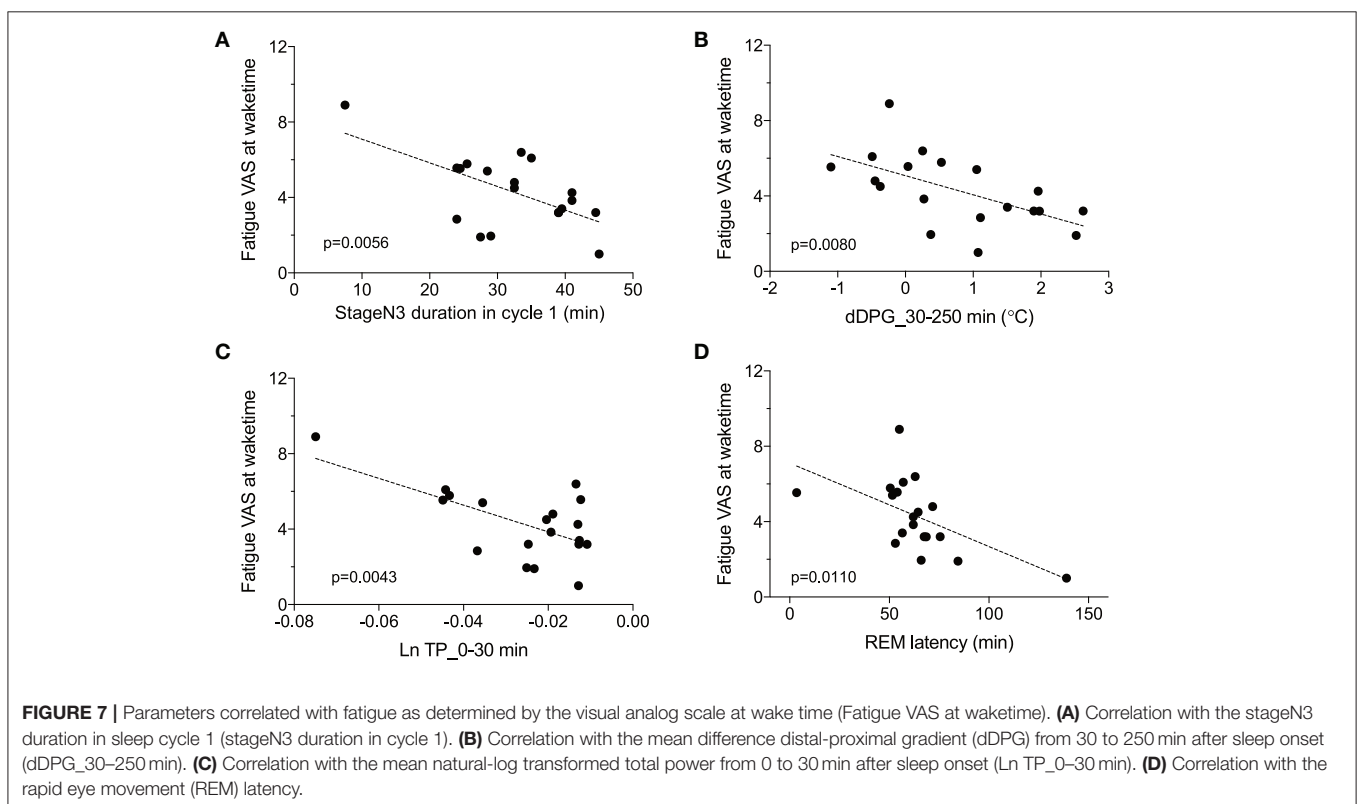 A
B
12
8
4
0
Fatigue VAS at waketime
p=0.0056
0 10 20 30 40 50
StageN3 duration in cycle 1 (min)
12
8
4
0
Fatigue VAS at waketime
p=0.0080
-2 -1 0 1 2 3
dDPG_30-250 min (°C)
C
D
12
8
4
0
Fatigue VAS at waketime
p=0.0043
-0.08 -0.06 -0.04 -0.02 0.00
Ln TP_0-30 min
12
8
4
0
Fatigue VAS at waketime
p=0.0110
0 50 100 150
REM latency (min)
FIGURE 7 | Parameters correlated with fatigue as determined by the visual analog scale at wake time (Fatigue VAS at waketime). (A) Correlation with the stageN3
duration in sleep cycle 1 (stageN3 duration in cycle 1). (B) Correlation with the mean difference distal-proximal gradient (dDPG) from 30 to 250 min after sleep onset
(dDPG_30–250 min). (C) Correlation with the mean natural-log transformed total power from 0 to 30 min after sleep onset (Ln TP_0–30 min). (D) Correlation with the
rapid eye movement (REM) latency.